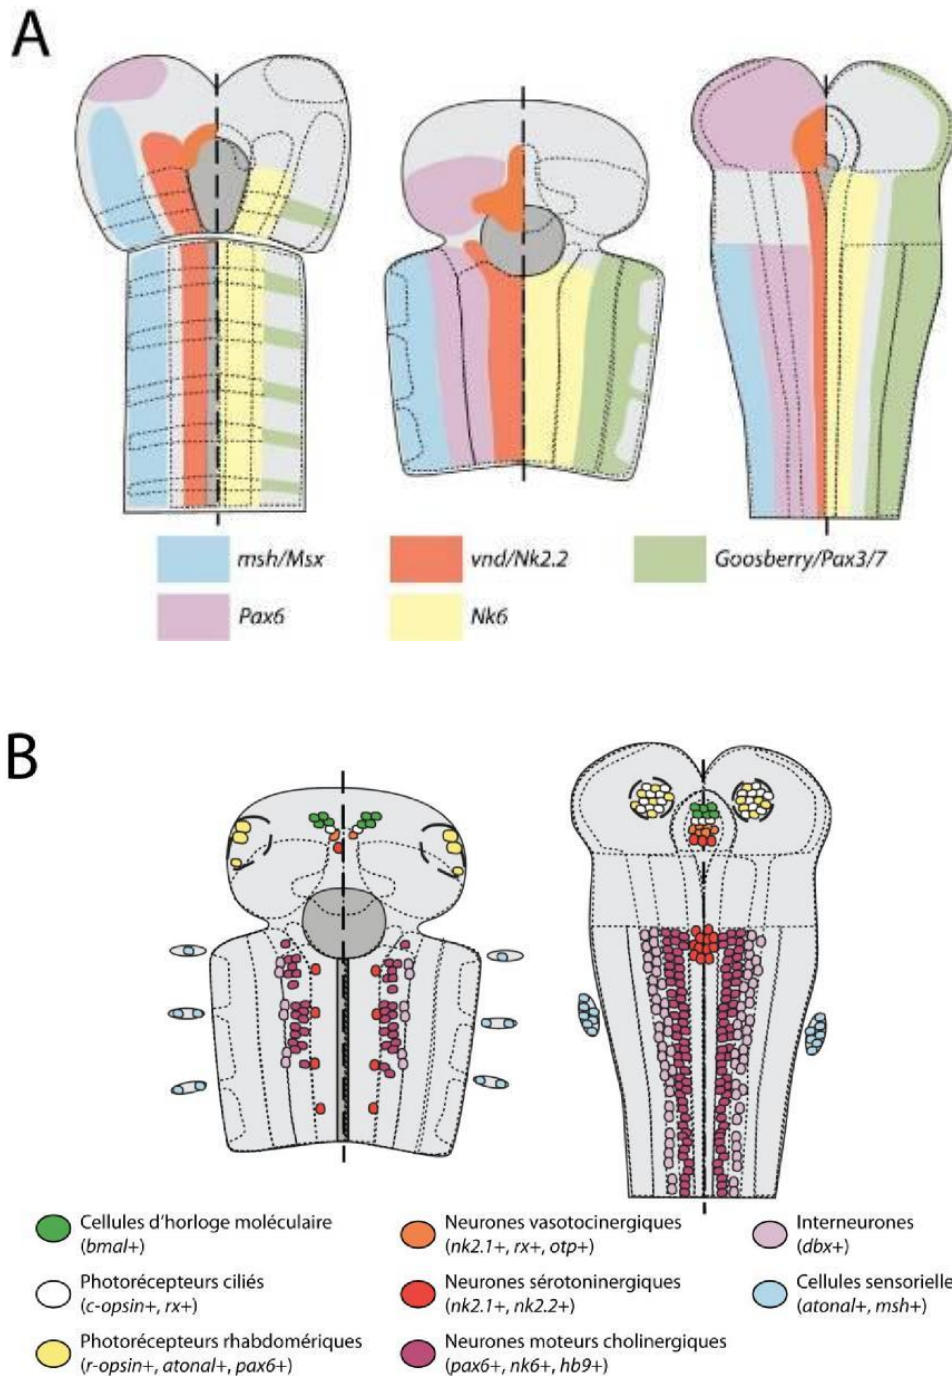 A
msh/Msx
vnd/Nk2.2
Goosberry/Pax3/7
Pax6
Nk6
B
Cellules d'horloge moléculaire
(bmal+)
Neurones vasotocinergiques
(nk2.1+, rx+, otp+)
Interneurones
(dbx+)
Photorécepteurs ciliés
(c-opsin+, rx+)
Neurones sérotoninergiques
(nk2.1+, nk2.2+)
Cellules sensorielle
(atonal+, msh+)
Photorécepteurs rhabdomériques
(r-opsin+, atonal+, pax6+)
Neurones moteurs cholinergiques
(pax6+, nk6+, hb9+)